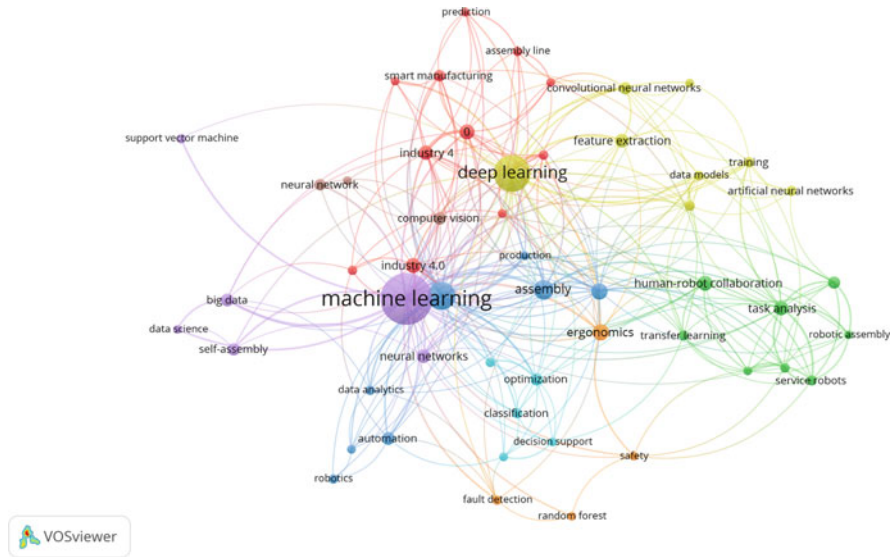 prediction
assembly line
smart manufacturing
convolutional neural networks
support vector machine
0.
feature extraction
industry 4
deep learning
training
data models
neural network
artificial neural networks
computer vision
production
industry 4.0
human-robot collaboration
assembly
machine learning
big data
task analysis
data science
ergonomics
transfer learning
robotic assembly
self-assembly
neural networks
optimization
service robots
data analytics
classification
automation
decision support
safety
robotics
fault detection
random forest
VOSviewer